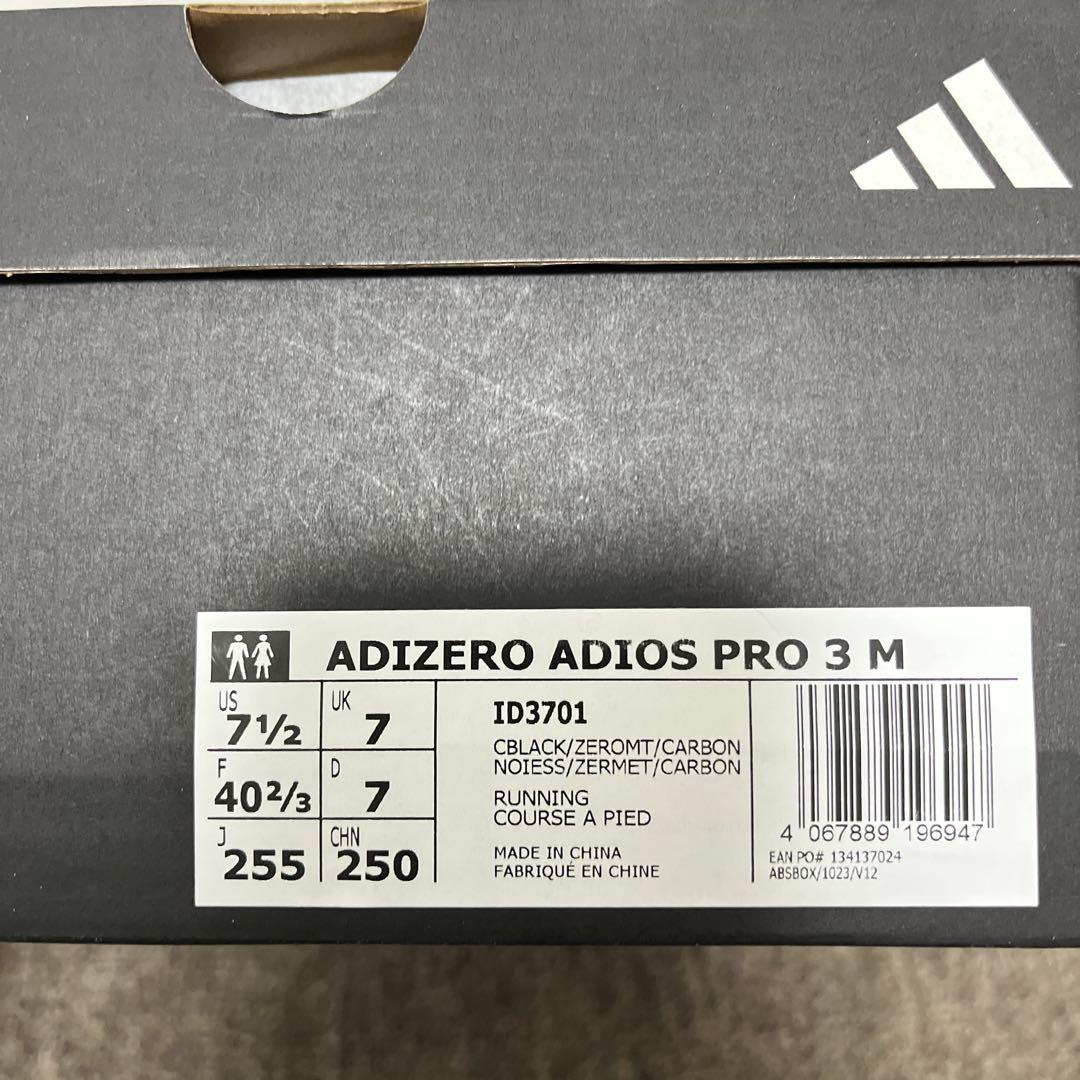 ADIZERO ADIOS PRO 3 M
US
7½
UK
7
F
40⅔
D
7
J
255
CHN
250
ID3701
CBLACK/ZEROMT/CARBON
NOIESS/ZERMET/CARBON
RUNNING
COURSE A PIED
MADE IN CHINA
FABRIQUÉ EN CHINE
4 067889 196947
EAN PO# 134137024
ABSBOX/1023/V12